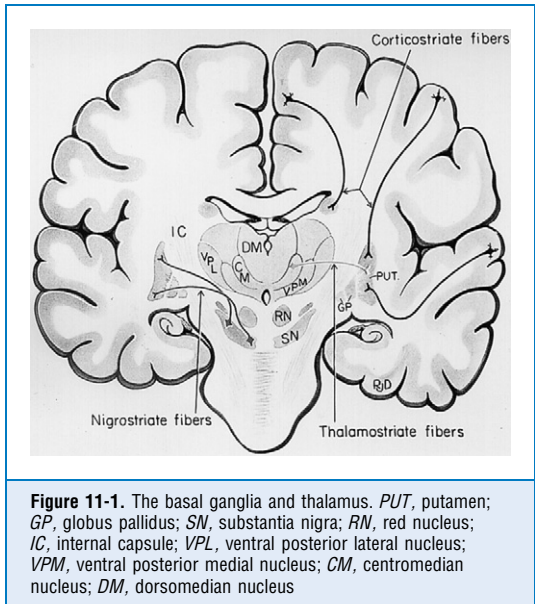 Corticostriate fibers
IC
DM
VPL
CM
VPM
PUT.
GP
RN
SN
Nigrostriate fibers
Thalamostriate fibers
Figure 11-1. The basal ganglia and thalamus. PUT, putamen;
GP, globus pallidus; SN, substantia nigra; RN, red nucleus;
IC, internal capsule; VPL, ventral posterior lateral nucleus;
VPM, ventral posterior medial nucleus; CM, centromedian
nucleus; DM, dorsomedian nucleus